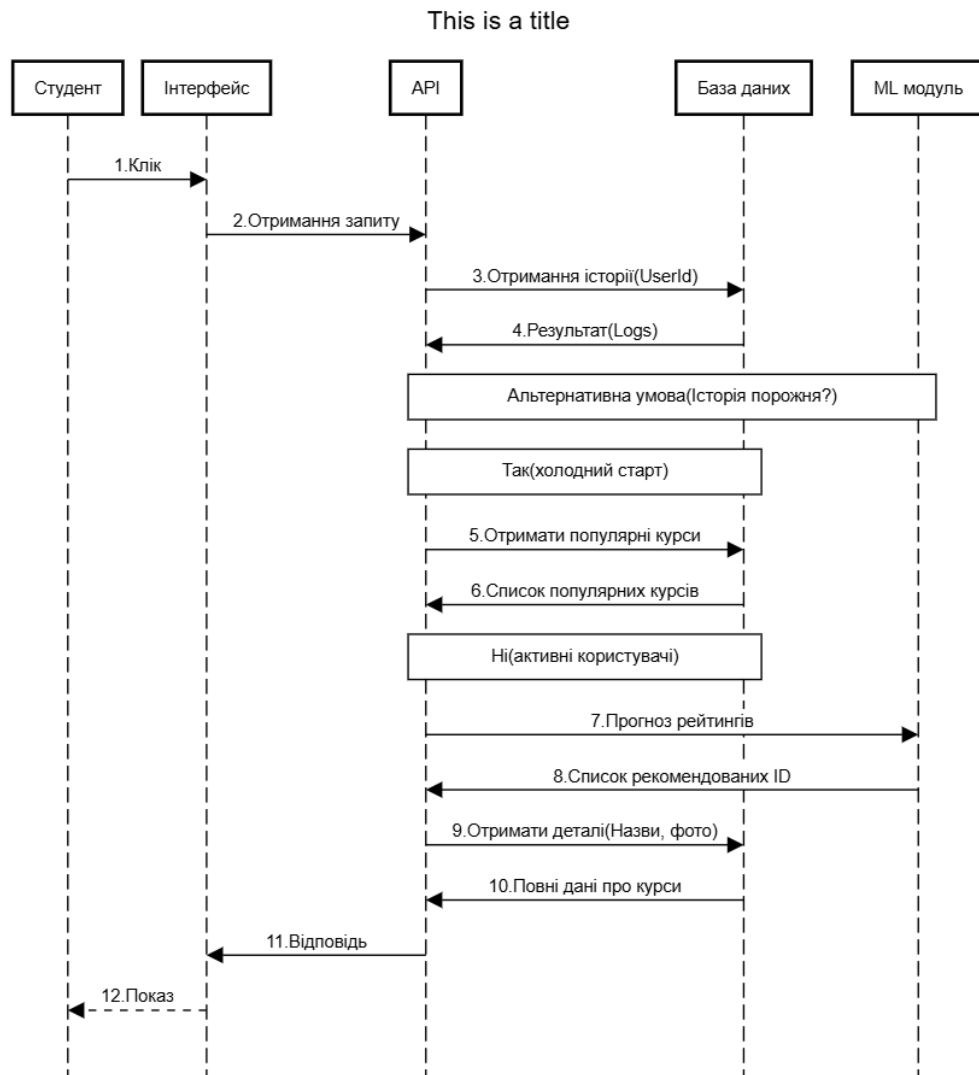 This is a title
Студент
Інтерфейс
API
База даних
ML модуль
1.Клік
2.Отримання запиту
3.Отримання історії(UserId)
4.Результат(Logs)
Альтернативна умова(Історія порожня?)
Так(холодний старт)
5.Отримати популярні курси
6.Список популярних курсів
Ні(активні користувачі)
7.Прогноз рейтингів
8.Список рекомендованих ID
9.Отримати деталі(Назви, фото)
10.Повні дані про курси
11.Відповідь
12.Показ